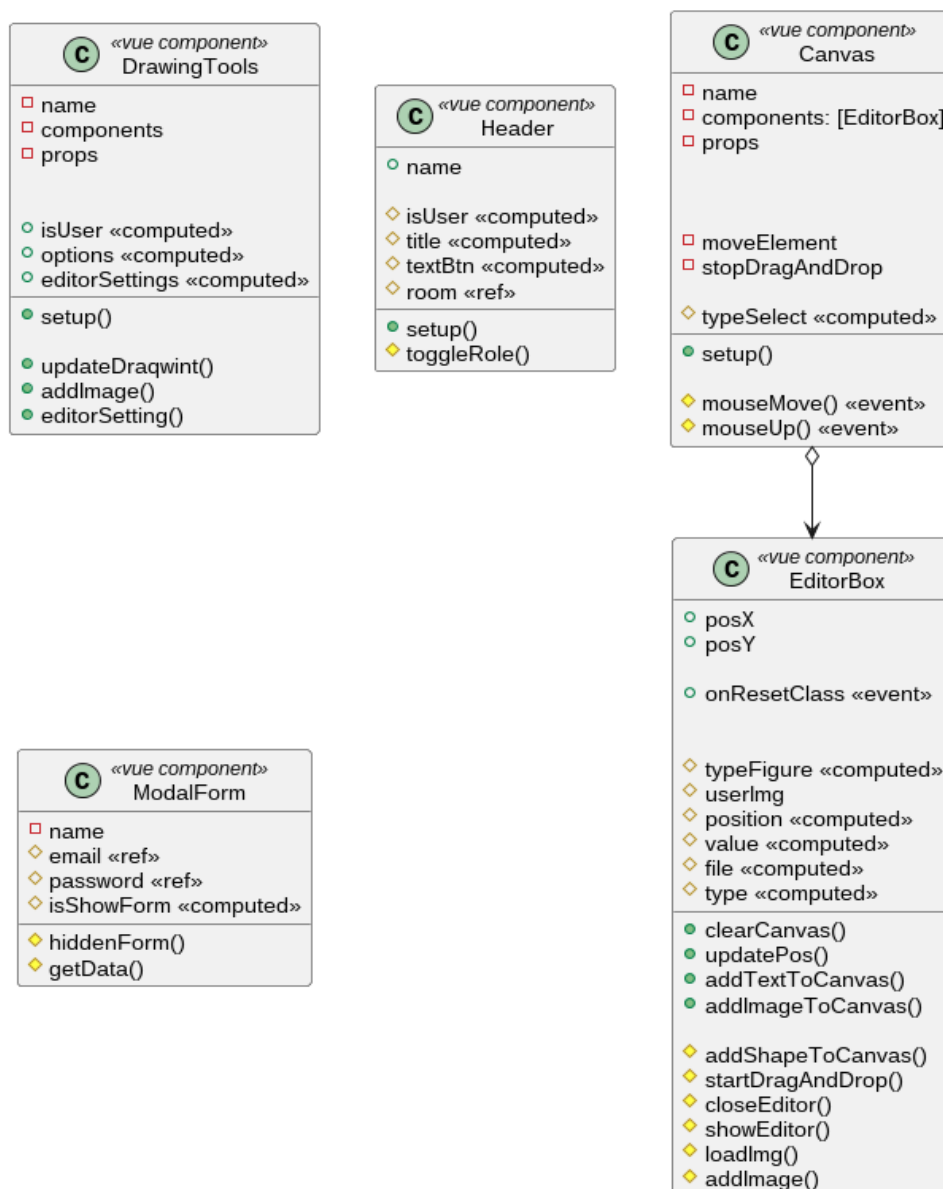 «vue component»
C
DrawingTools
name
components
props
isUser «computed»
options «computed»
editorSettings «computed»
setup()
updateDraqwint()
addImage()
editorSetting()
«vue component»
C
Header
name
isUser «computed»
title «computed»
textBtn «computed»
room «ref»
setup()
toggleRole()
«vue component»
C
Canvas
name
components: [EditorBox]
props
moveElement
stopDragAndDrop
typeSelect «computed»
setup()
mouseMove() «event»
mouseUp() «event»
«vue component»
C
EditorBox
posX
posY
onResetClass «event»
typeFigure «computed»
userImg
position «computed»
value «computed»
file «computed»
type «computed»
clearCanvas()
updatePos()
addTextToCanvas()
addImageToCanvas()
addShapeToCanvas()
startDragAndDrop()
closeEditor()
showEditor()
loadImg()
addImage()
«vue component»
C
ModalForm
name
email «ref»
password «ref»
isShowForm «computed»
hiddenForm()
getData()